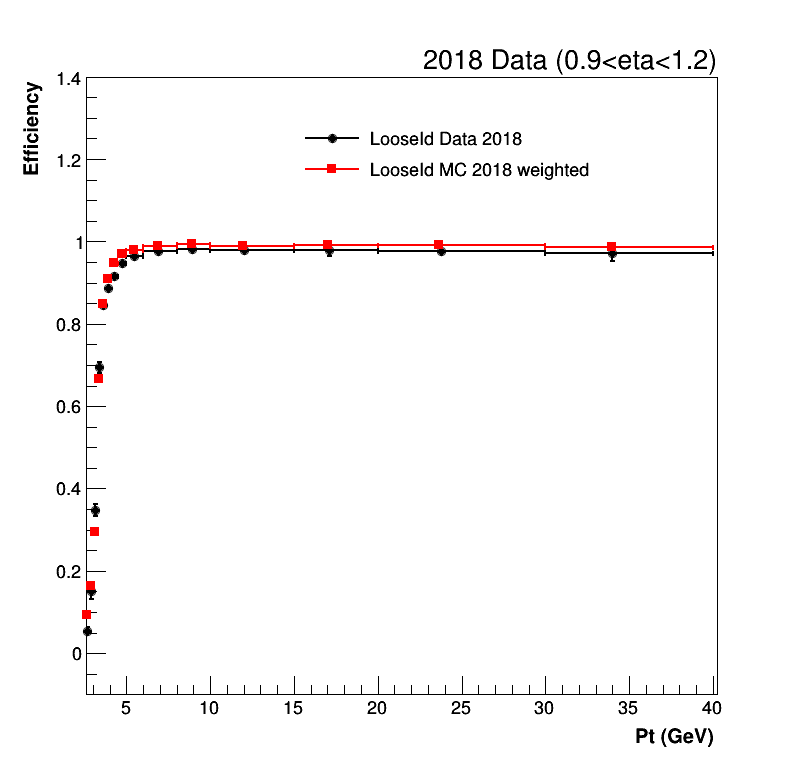 2018 Data (0.9<eta<1.2)
Efficiency
LooseId Data 2018
LooseId MC 2018 weighted
1.4
1.2
1
0.8
0.6
0.4
0.2
0
5 10 15 20 25 30 35 40
Pt (GeV)